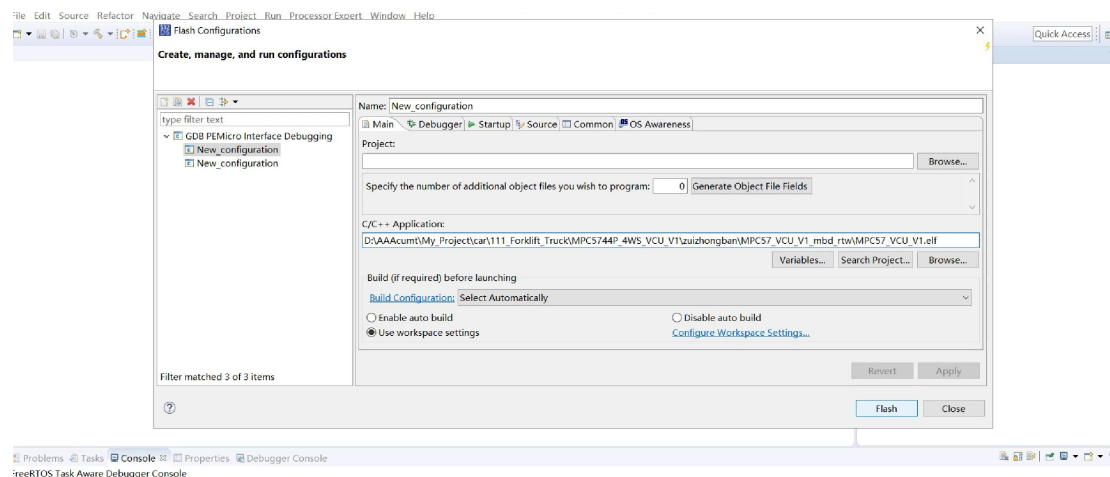 File Edit Source Refactor Navigate Search Project Run Processor Expert Window Help
Flash Configurations
Quick Access
Create, manage, and run configurations
type filter text
GDB PEMicro Interface Debugging
New_configuration
New_configuration
Filter matched 3 of 3 items
Name: New_configuration
Main Debugger Startup Source Common OS Awareness
Project:
Browse...
Specify the number of additional object files you wish to program: 0 Generate Object File Fields
C/C++ Application:
D:\AAAcumt\My_Project\car\111_Forklift_Truck\MPC5744P_4WS_VCU_V1\zuizhongban\MPC57_VCU_V1_mbd_rtw\MPC57_VCU_V1.elf
Variables... Search Project... Browse...
Build (if required) before launching
Build Configuration: Select Automatically
Enable auto build Disable auto build
Use workspace settings Configure Workspace Settings...
Revert Apply
Flash Close
Problems Tasks Console Properties Debugger Console
FreeRTOS Task Aware Debugger Console